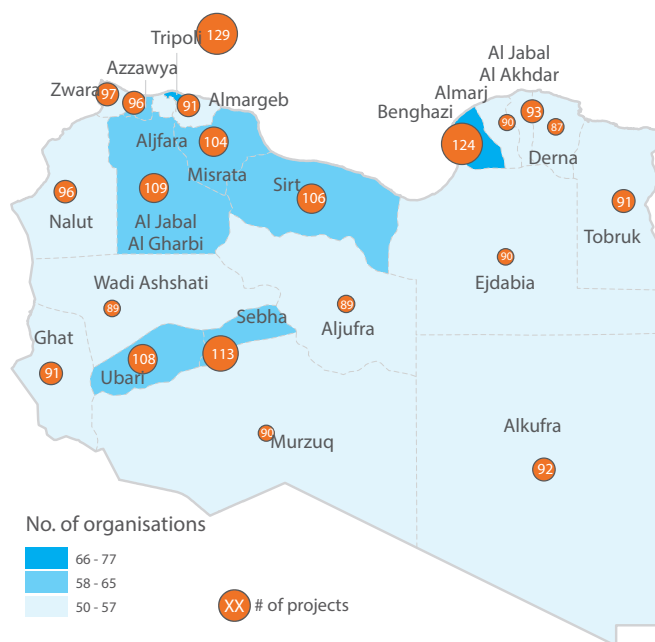 Tripoli
129
Azzawya
Zwara
97
96
91
Almargeb
Al Jabal
Al Akhdar
Almarj
Benghazi
90
93
87
124
Derna
Aljfara
104
Misrata
109
Sirt
106
96
Nalut
Al Jabal
Al Gharbi
91
Tobruk
90
Ejdabia
Wadi Ashshati
89
Sebha
89
Aljufra
Ghat
91
108
Ubari
113
90
Murzuq
Alkufra
92
No. of organisations
66 - 77
58 - 65
50 - 57
XX # of projects